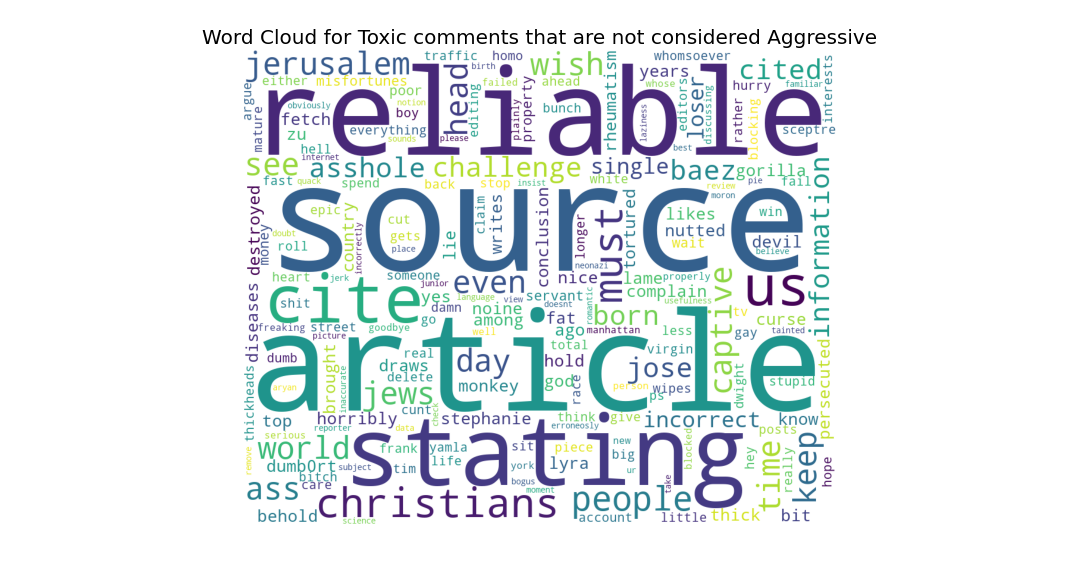 Word Cloud for Toxic comments that are not considered Aggressive
jerusalem
traffic
homo
wish
whomsoever
cited
reliable
head
birth
years
either
misfortunes
failed
ahead
whose
hurry
familiar
interests
argue
poor
notion
editing
plainly
property
rheumatism
loser
editors
discussing
rather
blocking
obviously
boy
bunch
laziness
mature
fetch
everything
sceptre
zu
sounds
please
best
hell
internet
see
asshole
challenge
single
baez
gorilla
review
pie
fail
information
fast
quack
spend
back
stop
insist
white
moron
destroyed
source
epic
country
cut
gets
place
claim
writes
lie
conclusion
longer
must
tortured
likes
nutted
wait
win
devil
believe
doubt
roll
money
incorrectly
neonazi
heart
jerk
someone
junior
even
nice
lame
properly
complain
captive
us
cite
yes
language
view
doesnt
servant
romantic
usefulness
tv
diseases
shit
damn
noine
born
curse
freaking
street
goodbye
go
among
fat
ago
manhattan
less
gay
tainted
picture
well
article
dumb
real
day
total
virgin
persecuted
brought
inaccurate
draws
delete
monkey
hold
god
race
jose
wipes
ps
dwight
stupid
aryan
jews
person
thickheads
cunt
check
top
horribly
stephanie
think
erroneosly
give
incorrect
know
reporter
data
stating
posts
world
serious
remove
frank
yamla
sit
piece
new
big
blocked
hey
time
really
keep
hope
dumb0rt
subject
tim
life
york
lyra
ur
bitch
care
bogus
take
ass
moment
christians
people
behold
science
account
little
thick
bit